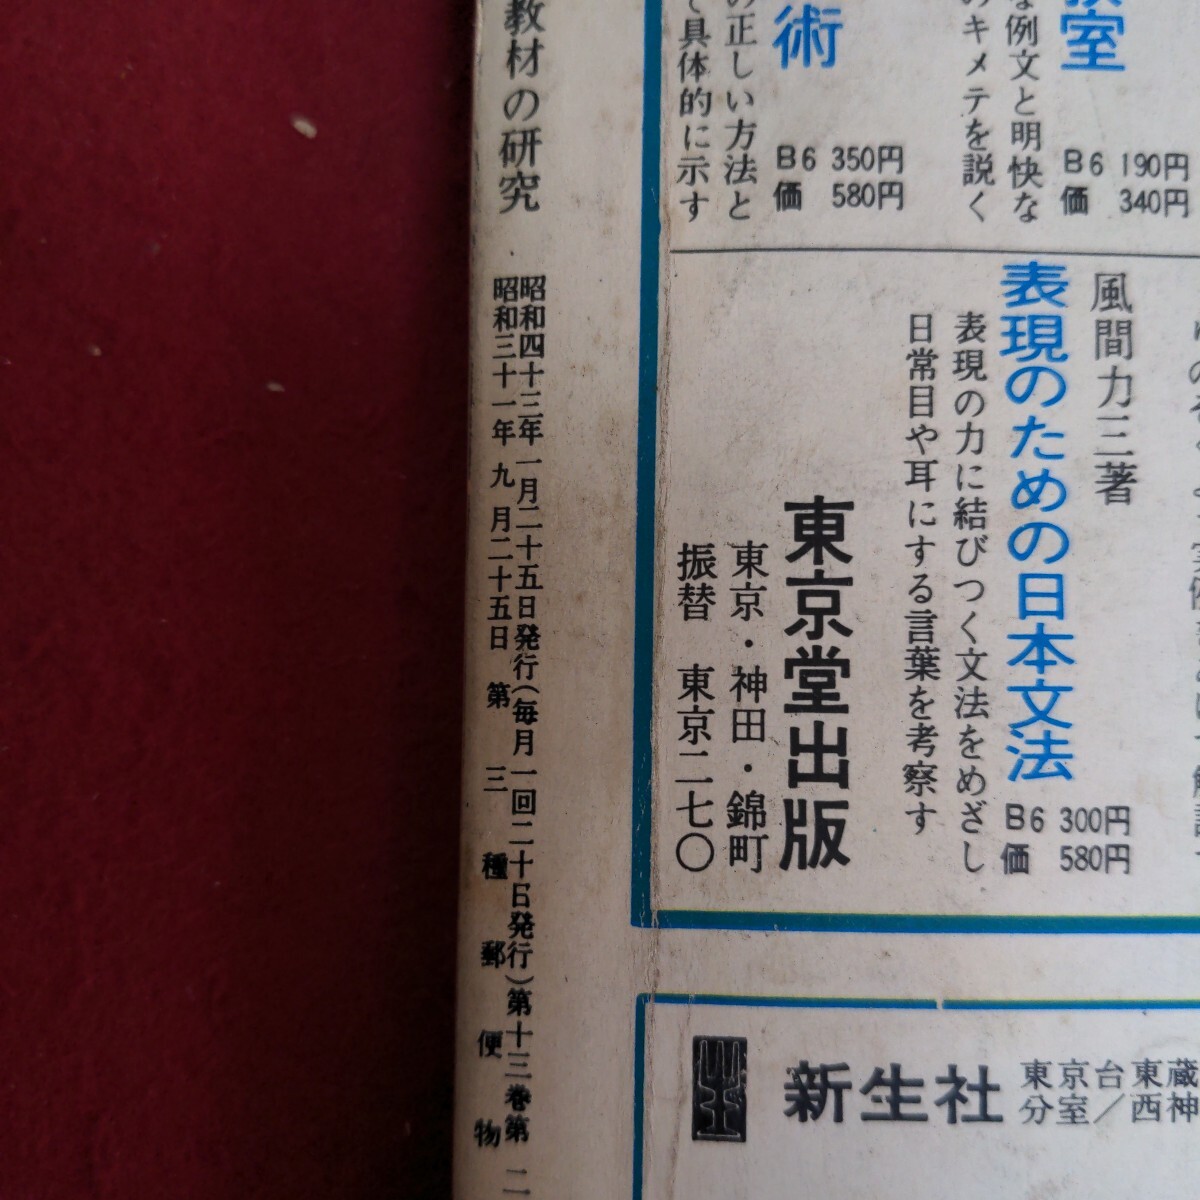 教材の研究
昭和四十三年一月二十五日発行(毎月一回二十日発行)第十三巻第二
昭和三十一年九月二十五日第三種郵便物
室
な例文と明快な
のキメテを説く
B6 190円
価 340円
術
の正しい方法と
で具体的に示す
B6 350円
価 580円
風間力三著
表現のための日本文法
表現の力に結びつく文法をめざし
日常目や耳にする言葉を考察す
B6 300円
価 580円
東京堂出版
東京・神田・錦町
振替 東京二七〇
新生社
東京台東蔵
分室/西神